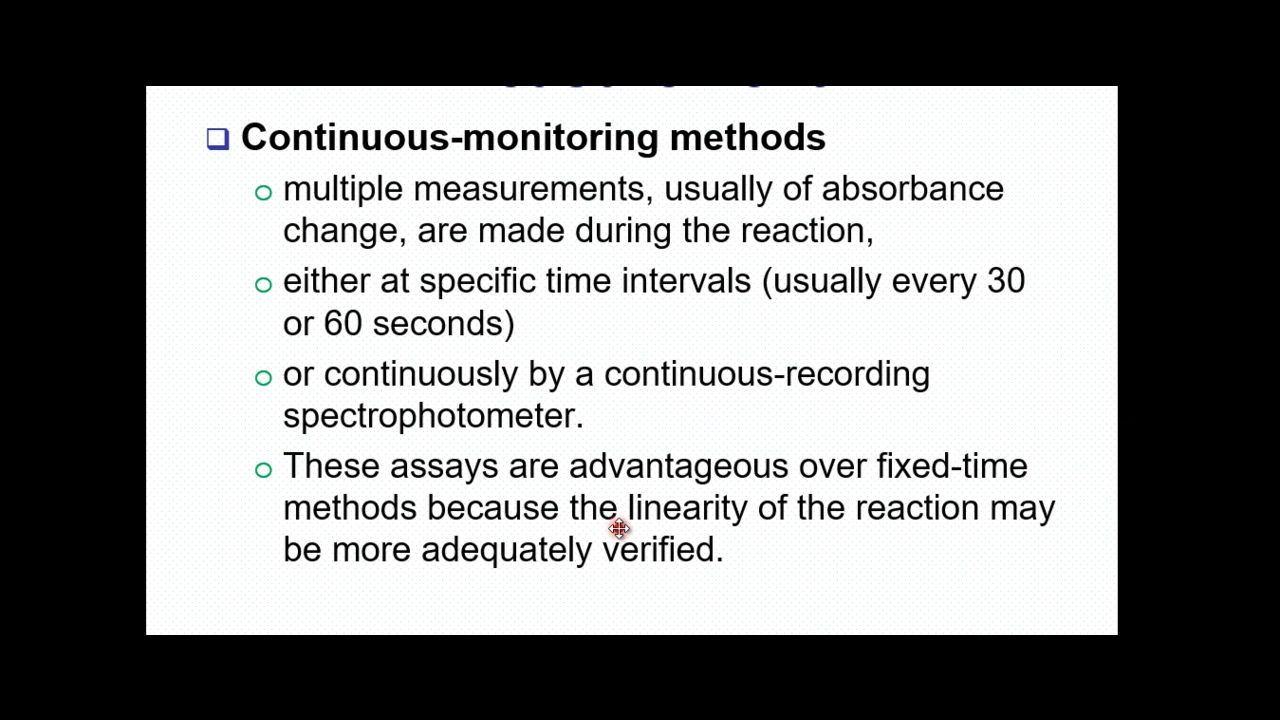 Continuous-monitoring methods
multiple measurements, usually of absorbance
change, are made during the reaction,
either at specific time intervals (usually every 30
or 60 seconds)
or continuously by a continuous-recording
spectrophotometer.
These assays are advantageous over fixed-time
methods because the linearity of the reaction may
be more adequately verified.